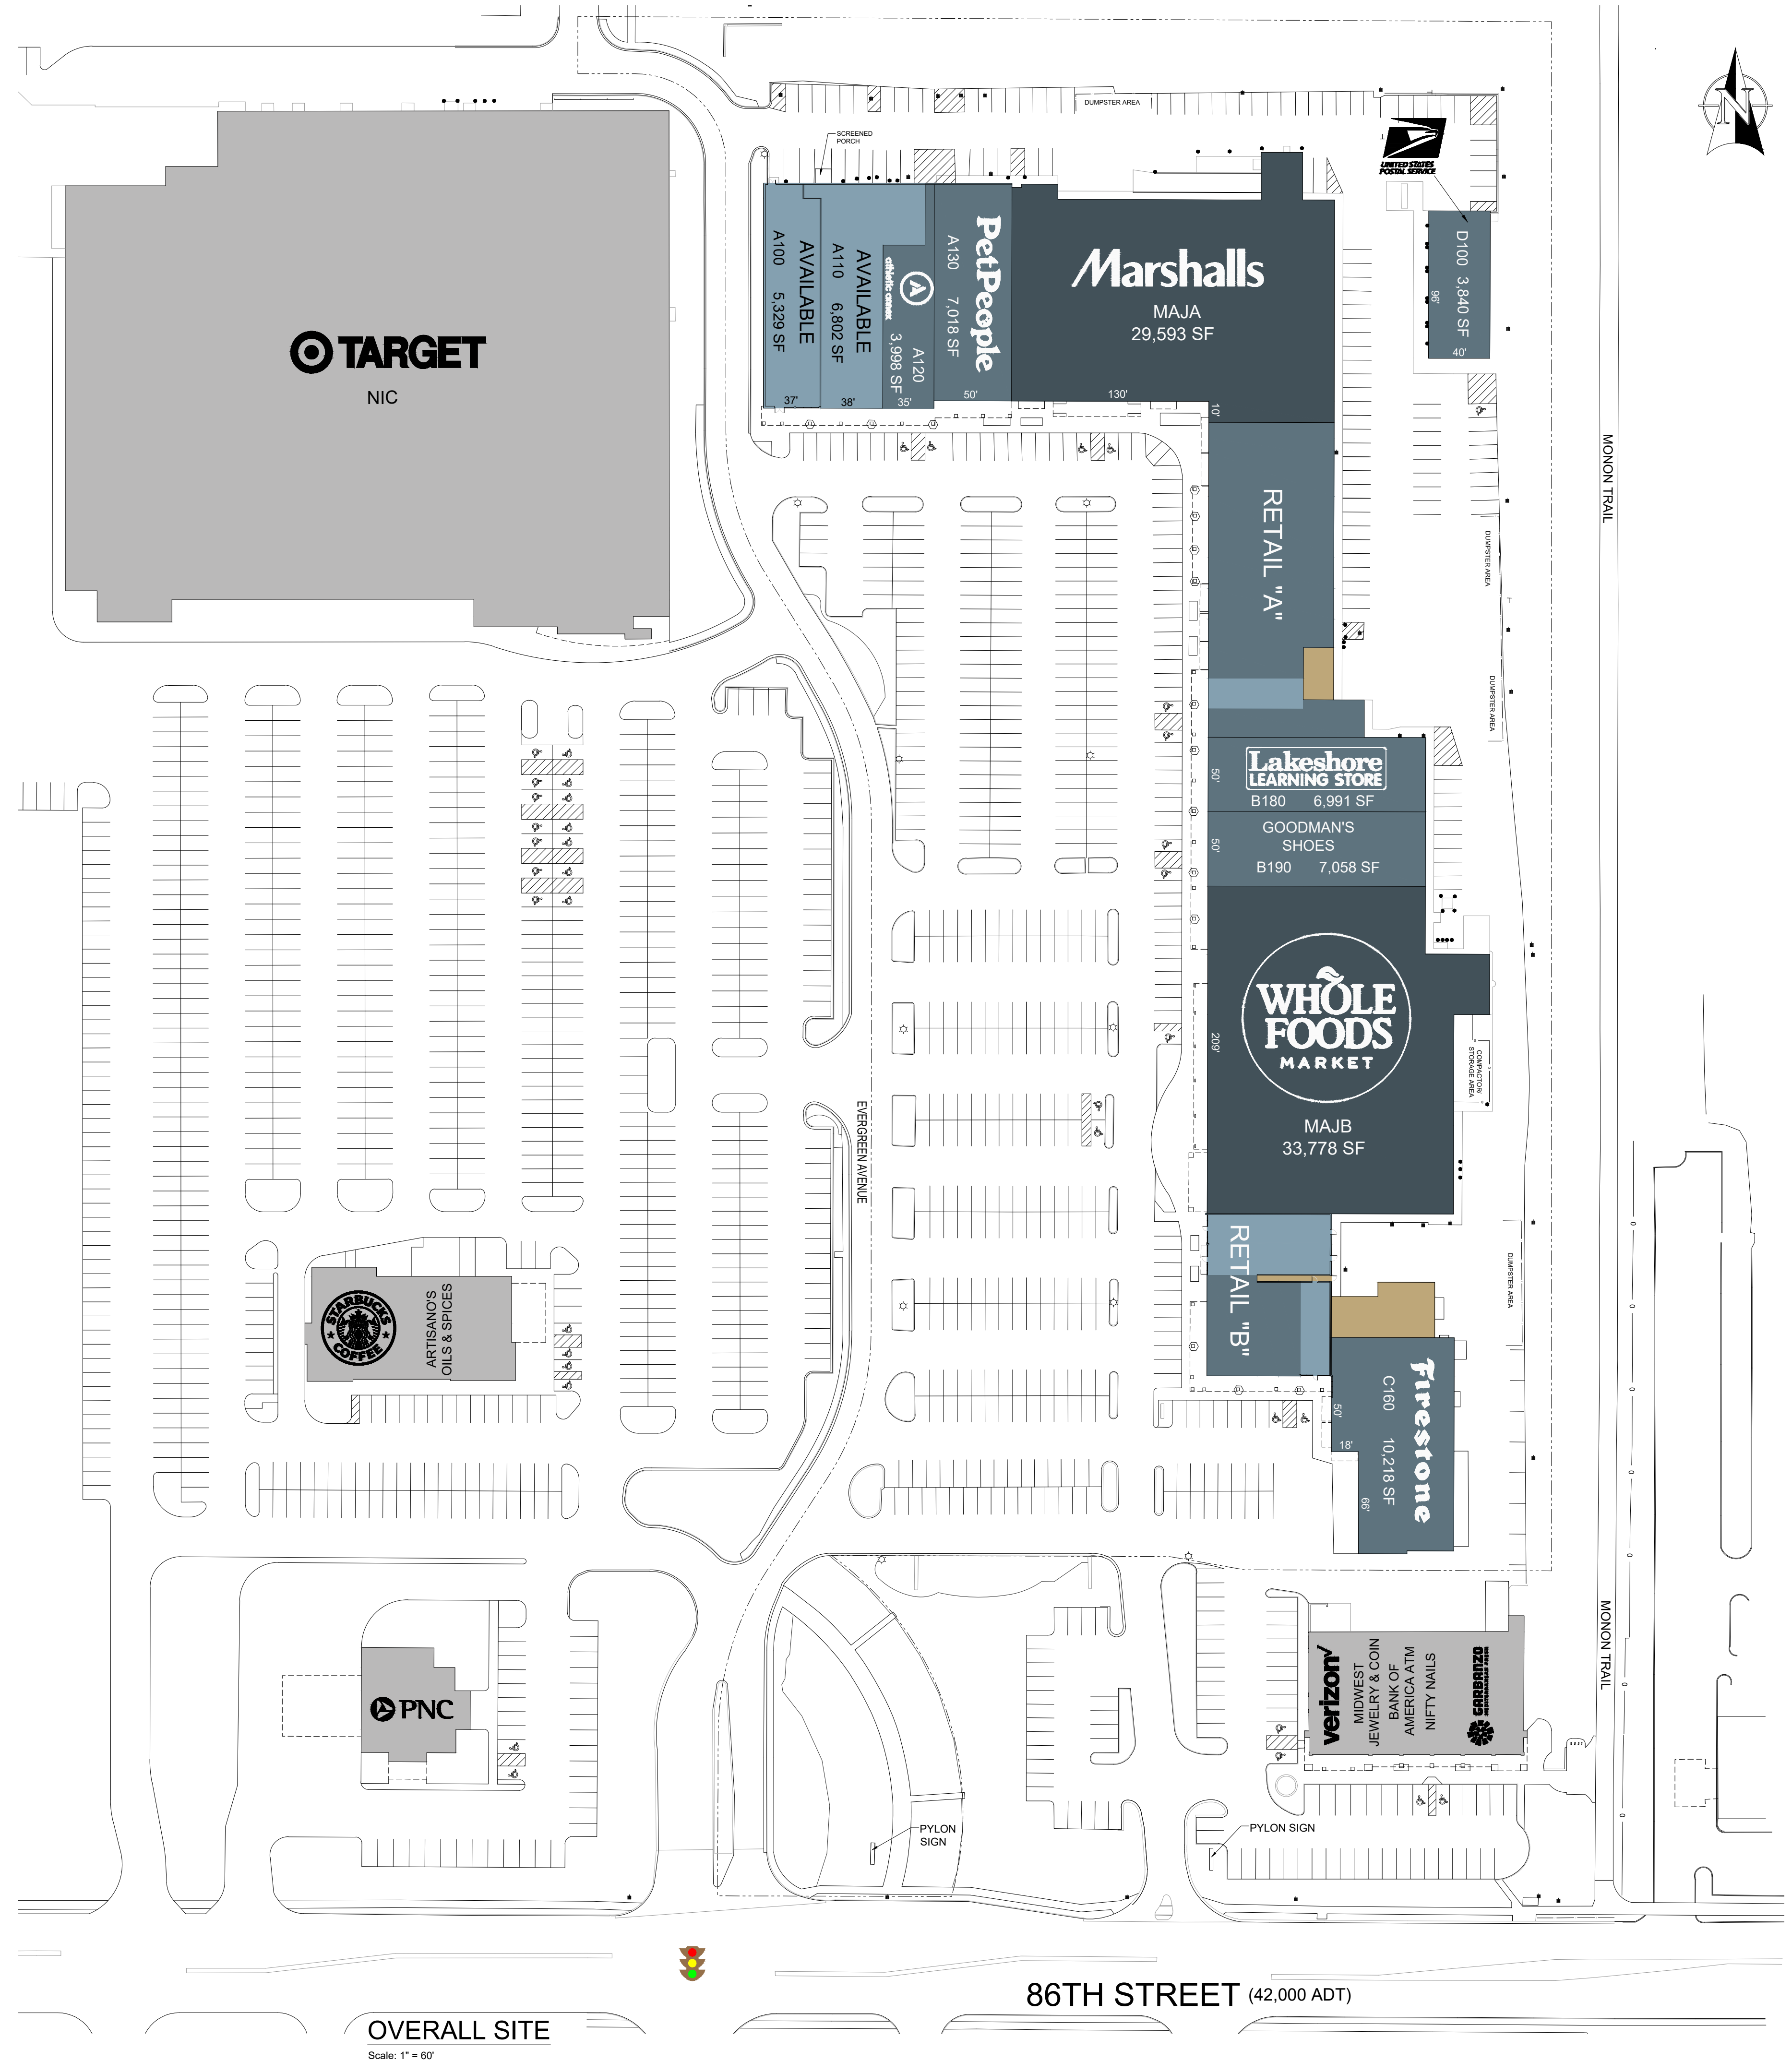 DUMPSTER AREA
SCREENED
PORCH
N
UNITED STATES
POSTAL SERVICE
TARGET
NIC
AVAILABLE
A100 5,329 SF
37'
AVAILABLE
A110 6,802 SF
38'
athletic annex
A120
3,998 SF
35'
PetPeople
A130 7,018 SF
50'
Marshalls
MAJA
29,593 SF
130'
10'
D100 3,840 SF
96'
40'
MONON TRAIL
RETAIL "A"
DUMPSTER AREA
DUMPSTER AREA
Lakeshore
LEARNING STORE
B180 6,991 SF
50'
GOODMAN'S
SHOES
B190 7,058 SF
50'
WHOLE
FOODS
MARKET
209'
MAJB
33,778 SF
COMPACTOR/
STORAGE AREA
EVERGREEN AVENUE
RETAIL "B"
DUMPSTER AREA
STARBUCKS
COFFEE
ARTISANO'S
OILS & SPICES
Firestone
C160 10,218 SF
50'
18'
66'
MONON TRAIL
PNC
verizon
MIDWEST
JEWELRY & COIN
BANK OF
AMERICA ATM
NIFTY NAILS
GARBANZO
PYLON
SIGN
PYLON SIGN
86TH STREET (42,000 ADT)
OVERALL SITE
Scale: 1" = 60'